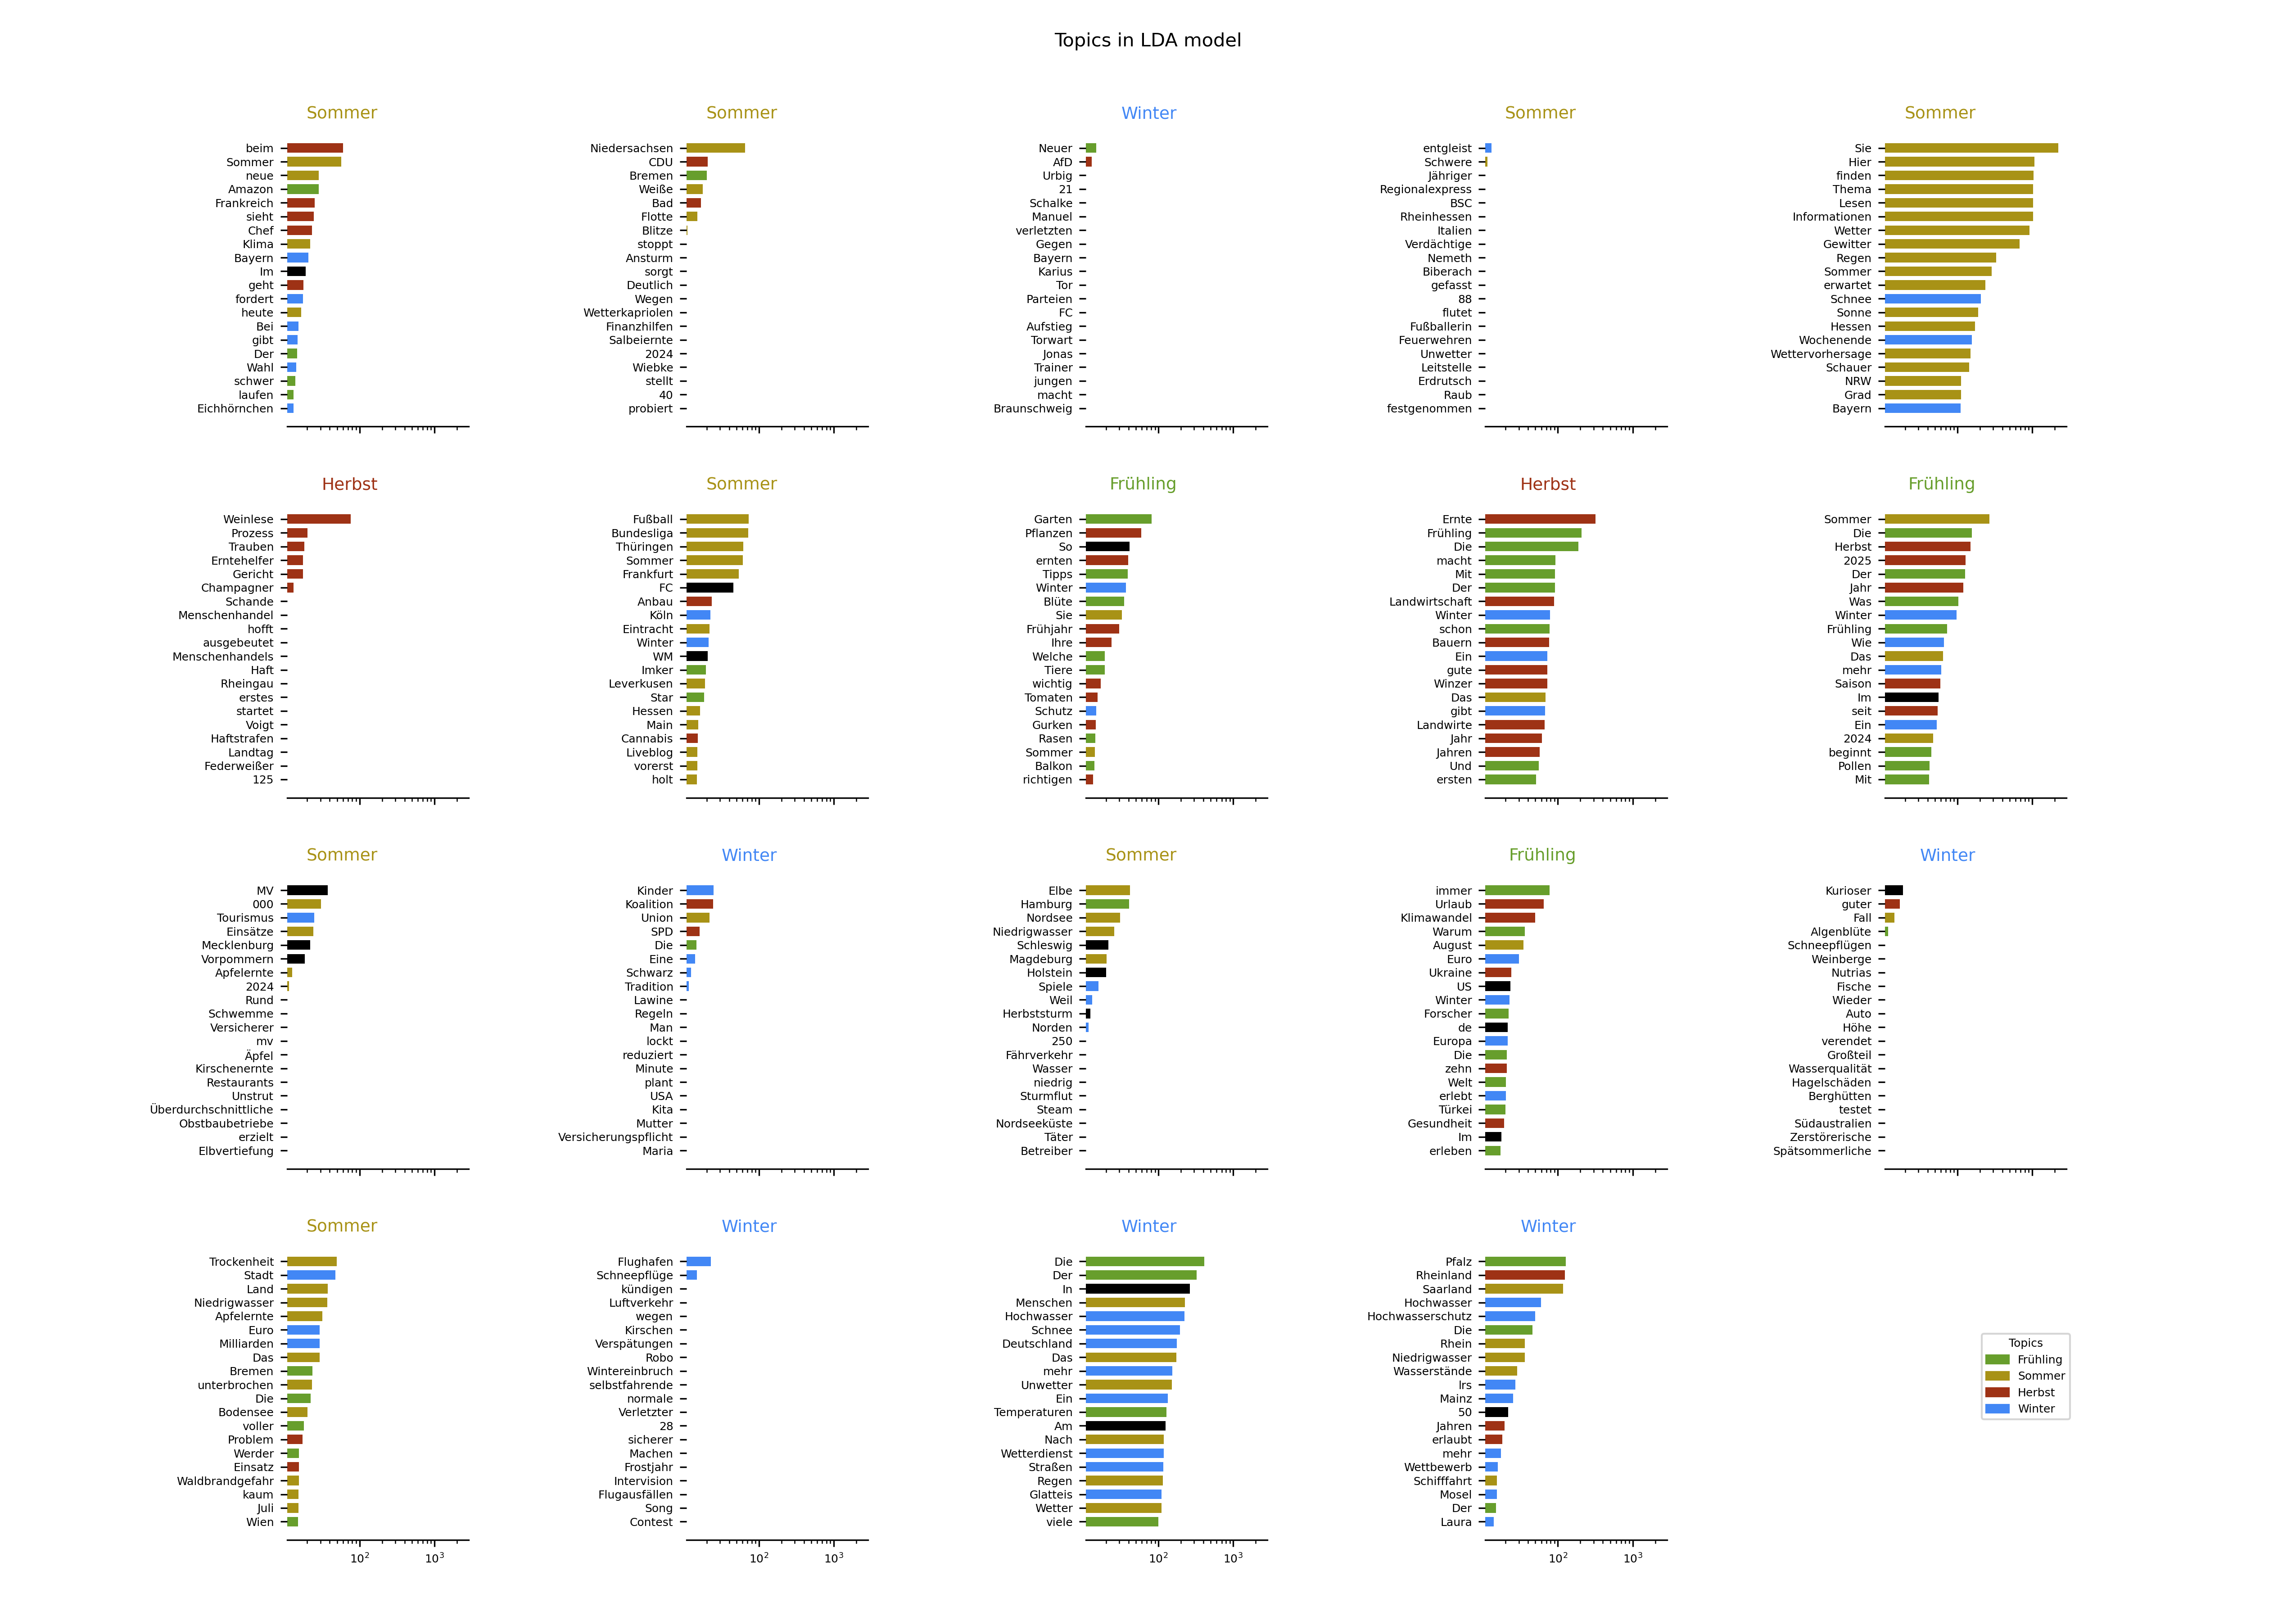 Topics in LDA model
Sommer
beim
Sommer
neue
Amazon
Frankreich
sieht
Chef
Klima
Bayern
Im
geht
fordert
heute
Bei
gibt
Der
Wahl
schwer
laufen
Eichhörnchen
Sommer
Niedersachsen
CDU
Bremen
Weiße
Bad
Flotte
Blitze
stoppt
Ansturm
sorgt
Deutlich
Wegen
Wetterkapriolen
Finanzhilfen
Salbeiernte
2024
Wiebke
stellt
40
probiert
Winter
Neuer
AfD
Urbig
21
Schalke
Manuel
verletzten
Gegen
Bayern
Karius
Tor
Parteien
FC
Aufstieg
Torwart
Jonas
Trainer
jungen
macht
Braunschweig
Sommer
entgleist
Schwere
Jähriger
Regionalexpress
BSC
Rheinhessen
Italien
Verdächtige
Nemeth
Biberach
gefasst
88
flutet
Fußballerin
Feuerwehren
Unwetter
Leitstelle
Erdrutsch
Raub
festgenommen
Sommer
Sie
Hier
finden
Thema
Lesen
Informationen
Wetter
Gewitter
Regen
Sommer
erwartet
Schnee
Sonne
Hessen
Wochenende
Wettervorhersage
Schauer
NRW
Grad
Bayern
Herbst
Weinlese
Prozess
Trauben
Erntehelfer
Gericht
Champagner
Schande
Menschenhandel
hofft
ausgebeutet
Menschenhandels
Haft
Rheingau
erstes
startet
Voigt
Haftstrafen
Landtag
Federweißer
125
Sommer
Fußball
Bundesliga
Thüringen
Sommer
Frankfurt
FC
Anbau
Köln
Eintracht
Winter
WM
Imker
Leverkusen
Star
Hessen
Main
Cannabis
Liveblog
vorerst
holt
Frühling
Garten
Pflanzen
So
ernten
Tipps
Winter
Blüte
Sie
Frühjahr
Ihre
Welche
Tiere
wichtig
Tomaten
Schutz
Gurken
Rasen
Sommer
Balkon
richtigen
Herbst
Ernte
Frühling
Die
macht
Mit
Der
Landwirtschaft
Winter
schon
Bauern
Ein
gute
Winzer
Das
gibt
Landwirte
Jahr
Jahren
Und
ersten
Frühling
Sommer
Die
Herbst
2025
Der
Jahr
Was
Winter
Frühling
Wie
Das
mehr
Saison
Im
seit
Ein
2024
beginnt
Pollen
Mit
Sommer
MV
000
Tourismus
Einsätze
Mecklenburg
Vorpommern
Apfelernte
2024
Rund
Schwemme
Versicherer
mv
Äpfel
Kirschenernte
Restaurants
Unstrut
Überdurchschnittliche
Obstbaubetriebe
erzielt
Elbvertiefung
Winter
Kinder
Koalition
Union
SPD
Die
Eine
Schwarz
Tradition
Lawine
Regeln
Man
lockt
reduziert
Minute
plant
USA
Kita
Mutter
Versicherungspflicht
Maria
Sommer
Elbe
Hamburg
Nordsee
Niedrigwasser
Schleswig
Magdeburg
Holstein
Spiele
Weil
Herbststurm
Norden
250
Fährverkehr
Wasser
niedrig
Sturmflut
Steam
Nordseeküste
Täter
Betreiber
Frühling
immer
Urlaub
Klimawandel
Warum
August
Euro
Ukraine
US
Winter
Forscher
de
Europa
Die
zehn
Welt
erlebt
Türkei
Gesundheit
Im
erleben
Winter
Kurioser
guter
Fall
Algenblüte
Schneepflügen
Weinberge
Nutrias
Fische
Wieder
Auto
Höhe
verendet
Großteil
Wasserqualität
Hagelschäden
Berghütten
testet
Südaustralien
Zerstörerische
Spätsommerliche
Sommer
Trockenheit
Stadt
Land
Niedrigwasser
Apfelernte
Euro
Milliarden
Das
Bremen
unterbrochen
Die
Bodensee
voller
Problem
Werder
Einsatz
Waldbrandgefahr
kaum
Juli
Wien
10² 10³
Winter
Flughafen
Schneepflüge
kündigen
Luftverkehr
wegen
Kirschen
Verspätungen
Robo
Wintereinbruch
selbstfahrende
normale
Verletzter
28
sicherer
Machen
Frostjahr
Intervision
Flugausfällen
Song
Contest
10² 10³
Winter
Die
Der
In
Menschen
Hochwasser
Schnee
Deutschland
Das
mehr
Unwetter
Ein
Temperaturen
Am
Nach
Wetterdienst
Straßen
Regen
Glatteis
Wetter
viele
10² 10³
Winter
Pfalz
Rheinland
Saarland
Hochwasser
Hochwasserschutz
Die
Rhein
Niedrigwasser
Wasserstände
Irs
Mainz
50
Jahren
erlaubt
mehr
Wettbewerb
Schifffahrt
Mosel
Der
Laura
10² 10³
Topics
Frühling
Sommer
Herbst
Winter